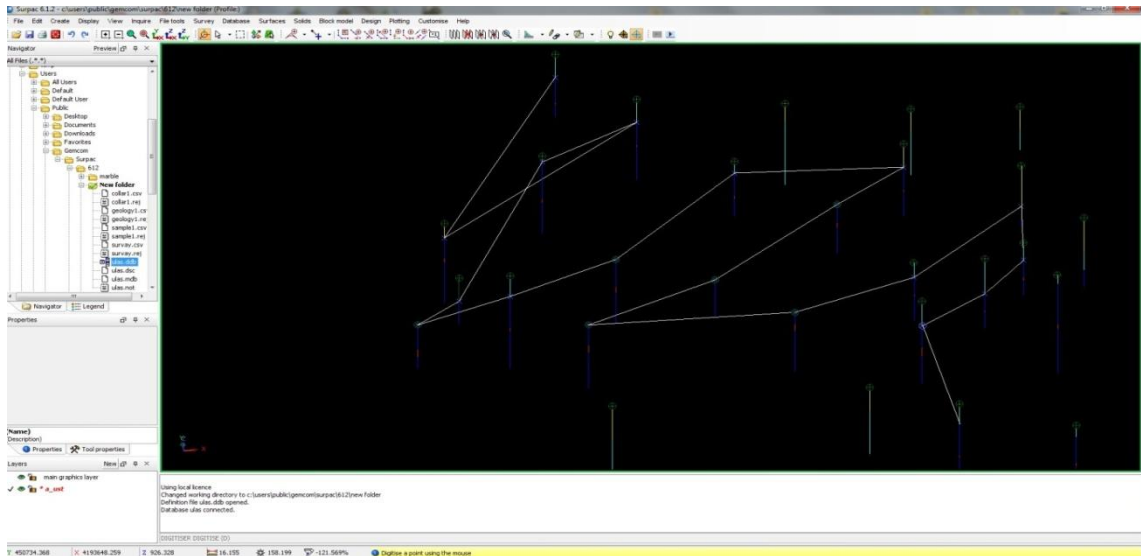 Surpac 6.1.2 - c:\users\public\gemcom\surpac\612\new folder (Profile:)
File Edit Create Display View Inquire File tools Survey Database Surfaces Solids Block model Design Plotting Customise Help
Navigator Preview
All Files (*.*)
Users
All Users
Default
Default User
Public
Desktop
Documents
Downloads
Favorites
Gemcom
Surpac
612
marble
New folder
collar1.csv
collar1.rej
geology1.cs
geology1.re
sample1.csv
sample1.rej
survay.csv
survay.rej
ulas.ddb
ulas.dsc
ulas.mdb
ulas.not
Navigator Legend
Properties
(Name)
(Description)
Properties Tool properties
Layers New
main graphics layer
* a_ust
Using local licence
Changed working directory to c:\users\public\gemcom\surpac\612\new folder
Definition file ulas.ddb opened.
Database ulas connected.
DIGITISER DIGITISE (D)
Y 450734.368 X 4193648.259 Z 926.328 16.155 158.199 -121.569% Digitise a point using the mouse